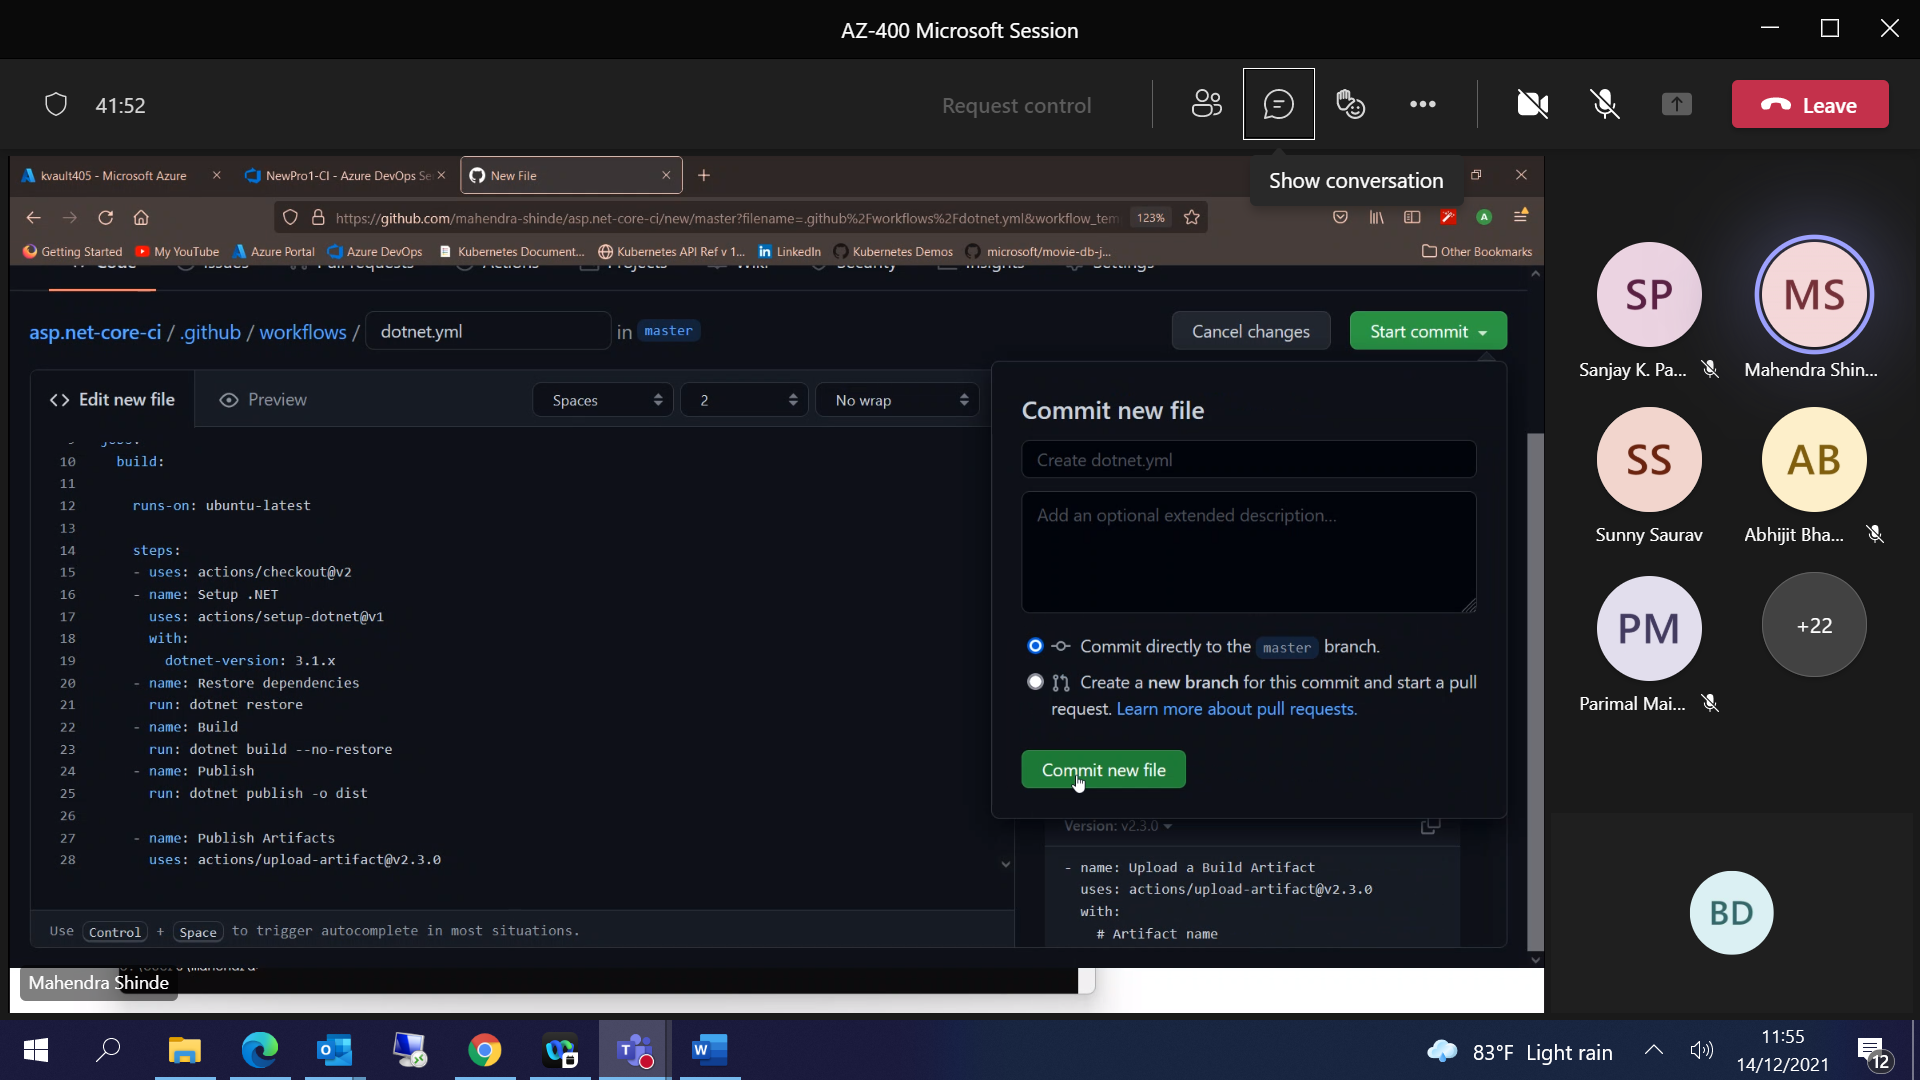 AZ-400 Microsoft Session
41:52
Request control
Leave
Show conversation
kvault405 - Microsoft Azure
NewPro1-CI - Azure DevOps Se
New File
https://github.com/mahendra-shinde/asp.net-core-ci/new/master?filename=.github%2Fworkflows%2Fdotnet.yml&workflow_tem
123%
Getting Started
My YouTube
Azure Portal
Azure DevOps
Kubernetes Document...
Kubernetes API Ref v 1...
LinkedIn
Kubernetes Demos
microsoft/movie-db-j...
Other Bookmarks
Code Issues Pull requests Actions Projects Wiki Security Insights Settings
asp.net-core-ci / .github / workflows / dotnet.yml in master
Cancel changes
Start commit
Edit new file
Preview
Spaces
2
No wrap
9 jobs:
10 build:
11
12 runs-on: ubuntu-latest
13
14 steps:
15 - uses: actions/checkout@v2
16 - name: Setup .NET
17 uses: actions/setup-dotnet@v1
18 with:
19 dotnet-version: 3.1.x
20 - name: Restore dependencies
21 run: dotnet restore
22 - name: Build
23 run: dotnet build --no-restore
24 - name: Publish
25 run: dotnet publish -o dist
26
27 - name: Publish Artifacts
28 uses: actions/upload-artifact@v2.3.0
Use Control + Space to trigger autocomplete in most situations.
Commit new file
Create dotnet.yml
Add an optional extended description...
Commit directly to the master branch.
Create a new branch for this commit and start a pull
request. Learn more about pull requests.
Commit new file
Version: v2.3.0
- name: Upload a Build Artifact
uses: actions/upload-artifact@v2.3.0
with:
# Artifact name
Mahendra Shinde
SP
Sanjay K. Pa...
MS
Mahendra Shin...
SS
Sunny Saurav
AB
Abhijit Bha...
PM
Parimal Mai...
+22
BD
83°F Light rain
11:55
14/12/2021
12